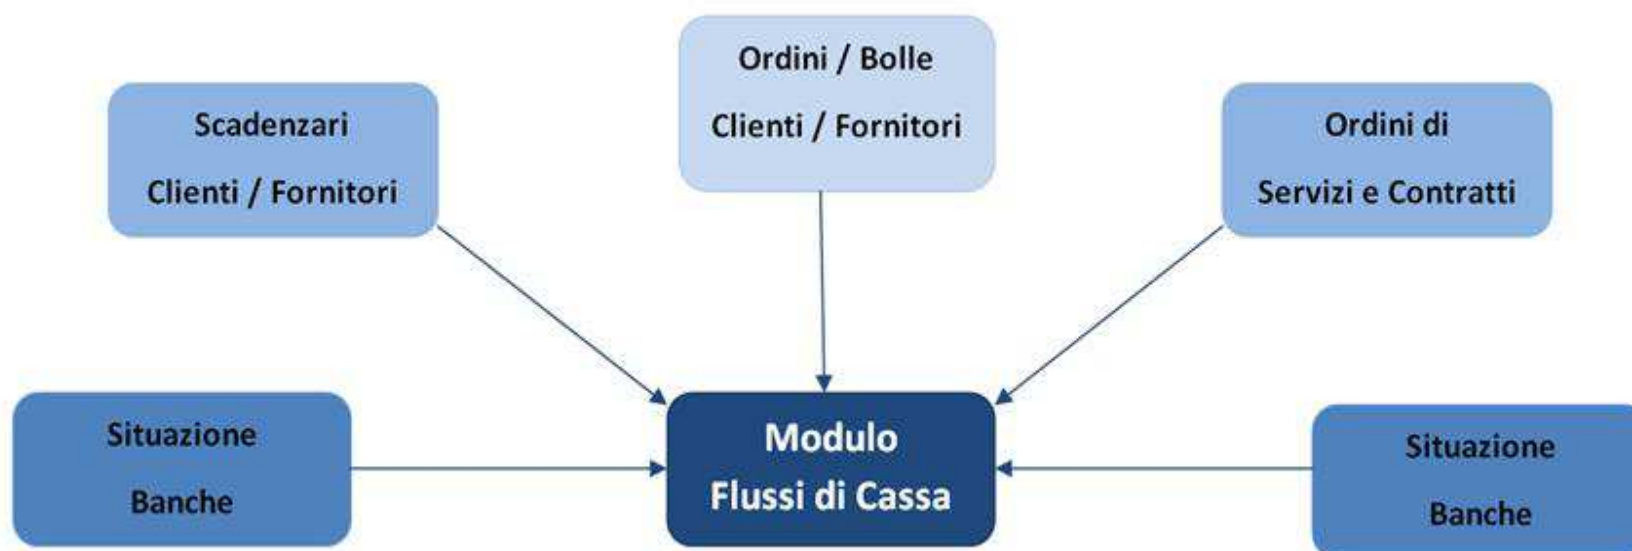 Ordini / Bolle
Clienti / Fornitori
Scadenzari
Clienti / Fornitori
Ordini di
Servizi e Contratti
Situazione
Banche
Modulo
Flussi di Cassa
Situazione
Banche